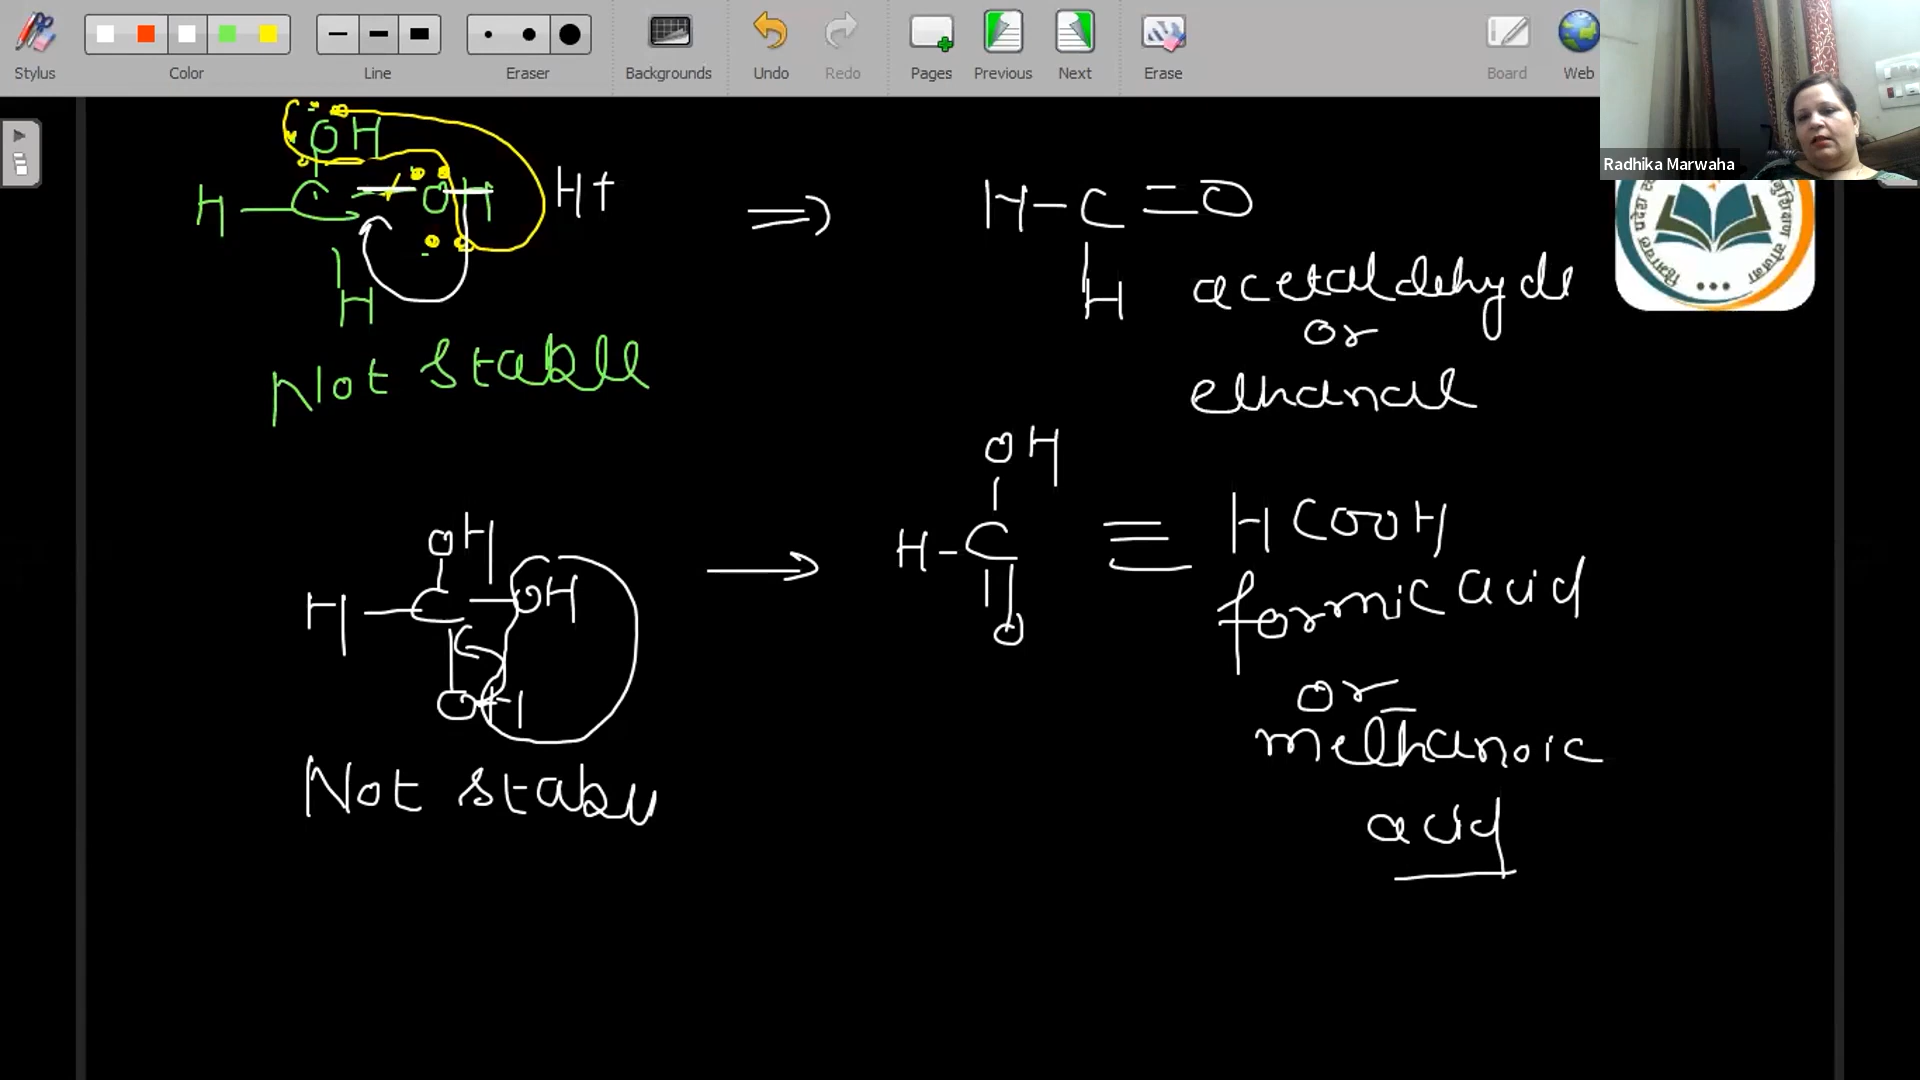 Stylus
Color
Line
Eraser
Backgrounds
Undo
Redo
Pages
Previous
Next
Erase
Board
Web
Radhika Marwaha
OH
H—C—OH
H
H+
⇒
H-C=O
H
Not stable
acetaldehyde
or
ethanal
OH
H—C—OH
OH
Not stable
→
OH
H-C
O
≡
HCOOH
formic acid
or
methanoic
acid